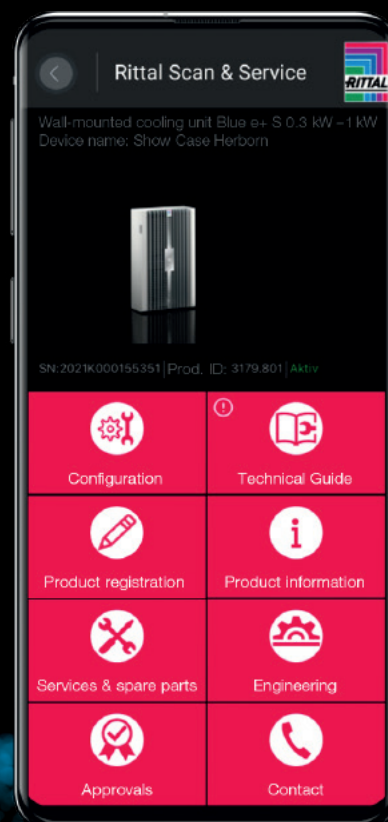 Rittal Scan & Service
RITTAL
Wall-mounted cooling unit Blue e+ S 0.3 kW – 1 kW
Device name: Show Case Herborn
SN:2021K000155351 | Prod. ID: 3179.801 | Aktiv
Configuration
Technical Guide
Product registration
Product information
Services & spare parts
Engineering
Approvals
Contact